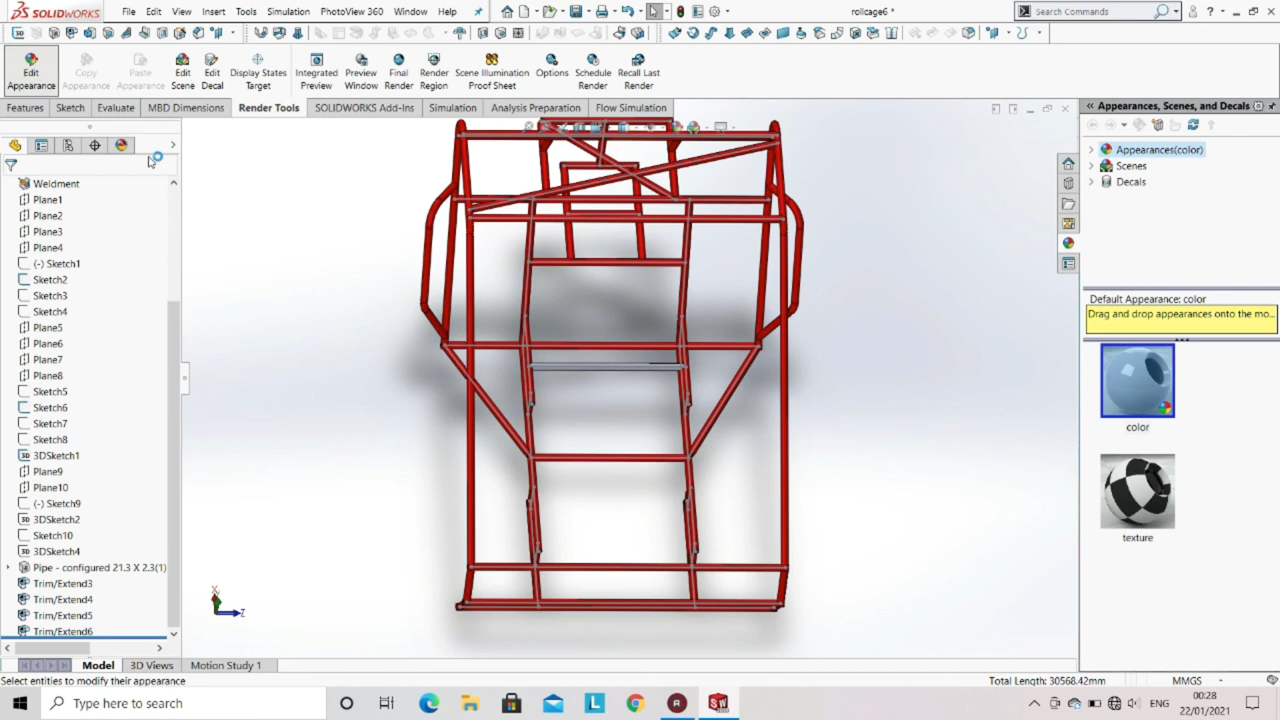 SOLIDWORKS File Edit View Insert Tools Simulation PhotoView 360 Window Help rollcage6 * Search Commands
Edit Appearance
Copy Appearance
Paste Appearance
Edit Scene
Edit Decal
Display States Target
Integrated Preview
Preview Window
Final Render
Render Region
Scene Illumination Proof Sheet
Options
Schedule Render
Recall Last Render
Features Sketch Evaluate MBD Dimensions Render Tools SOLIDWORKS Add-Ins Simulation Analysis Preparation Flow Simulation
Appearances, Scenes, and Decals
Appearances(color)
Scenes
Decals
Weldment
Plane1
Plane2
Plane3
Plane4
(-) Sketch1
Sketch2
Sketch3
Sketch4
Plane5
Plane6
Plane7
Plane8
Sketch5
Sketch6
Sketch7
Sketch8
3DSketch1
Plane9
Plane10
(-) Sketch9
3DSketch2
Sketch10
3DSketch4
Pipe - configured 21.3 X 2.3(1)
Trim/Extend3
Trim/Extend4
Trim/Extend5
Trim/Extend6
X
Z
Default Appearance: color
Drag and drop appearances onto the mo...
color
texture
Model 3D Views Motion Study 1
Select entities to modify their appearance Total Length: 30568.42mm MMGS
Type here to search
ENG
00:28
22/01/2021